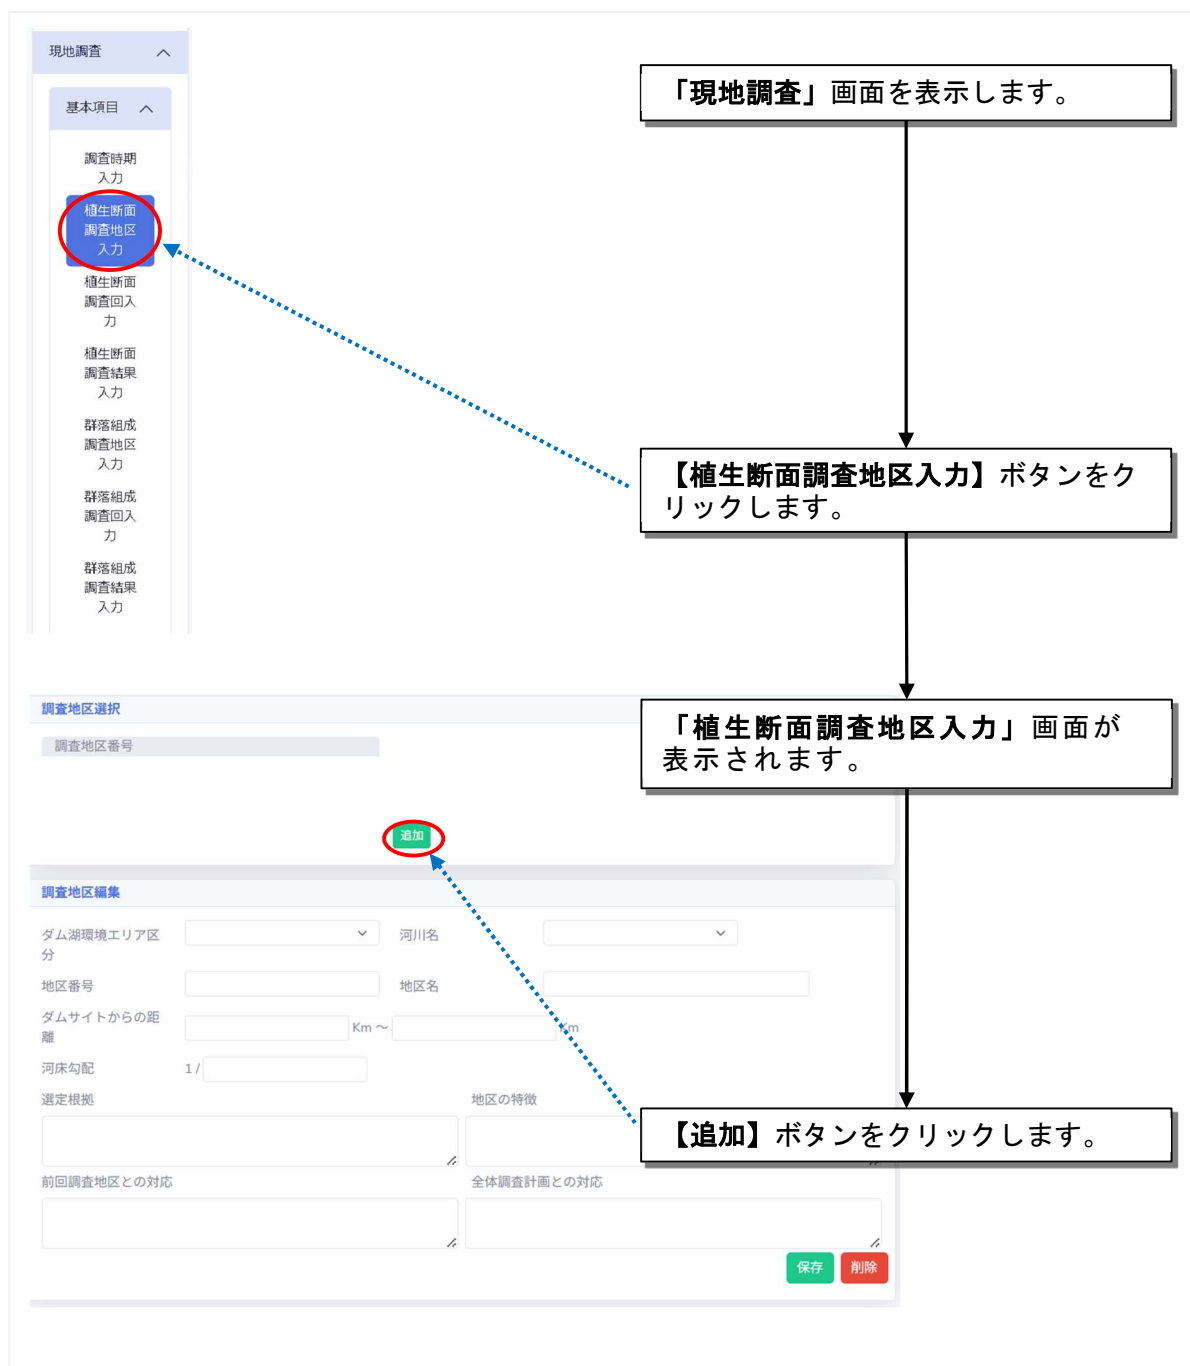 現地調査
基本項目
調査時期
入力
植生断面
調査地区
入力
植生断面
調査回入
力
植生断面
調査結果
入力
群落組成
調査地区
入力
群落組成
調査回入
力
群落組成
調査結果
入力
「現地調査」画面を表示します。
【植生断面調査地区入力】ボタンをク
リックします。
「植生断面調査地区入力」画面が
表示されます。
調査地区選択
調査地区番号
追加
調査地区編集
ダム湖環境エリア区
分
河川名
地区番号
地区名
ダムサイトからの距
離
Km ～
Km
河床勾配
1 /
選定根拠
地区の特徴
【追加】ボタンをクリックします。
前回調査地区との対応
全体調査計画との対応
保存
削除